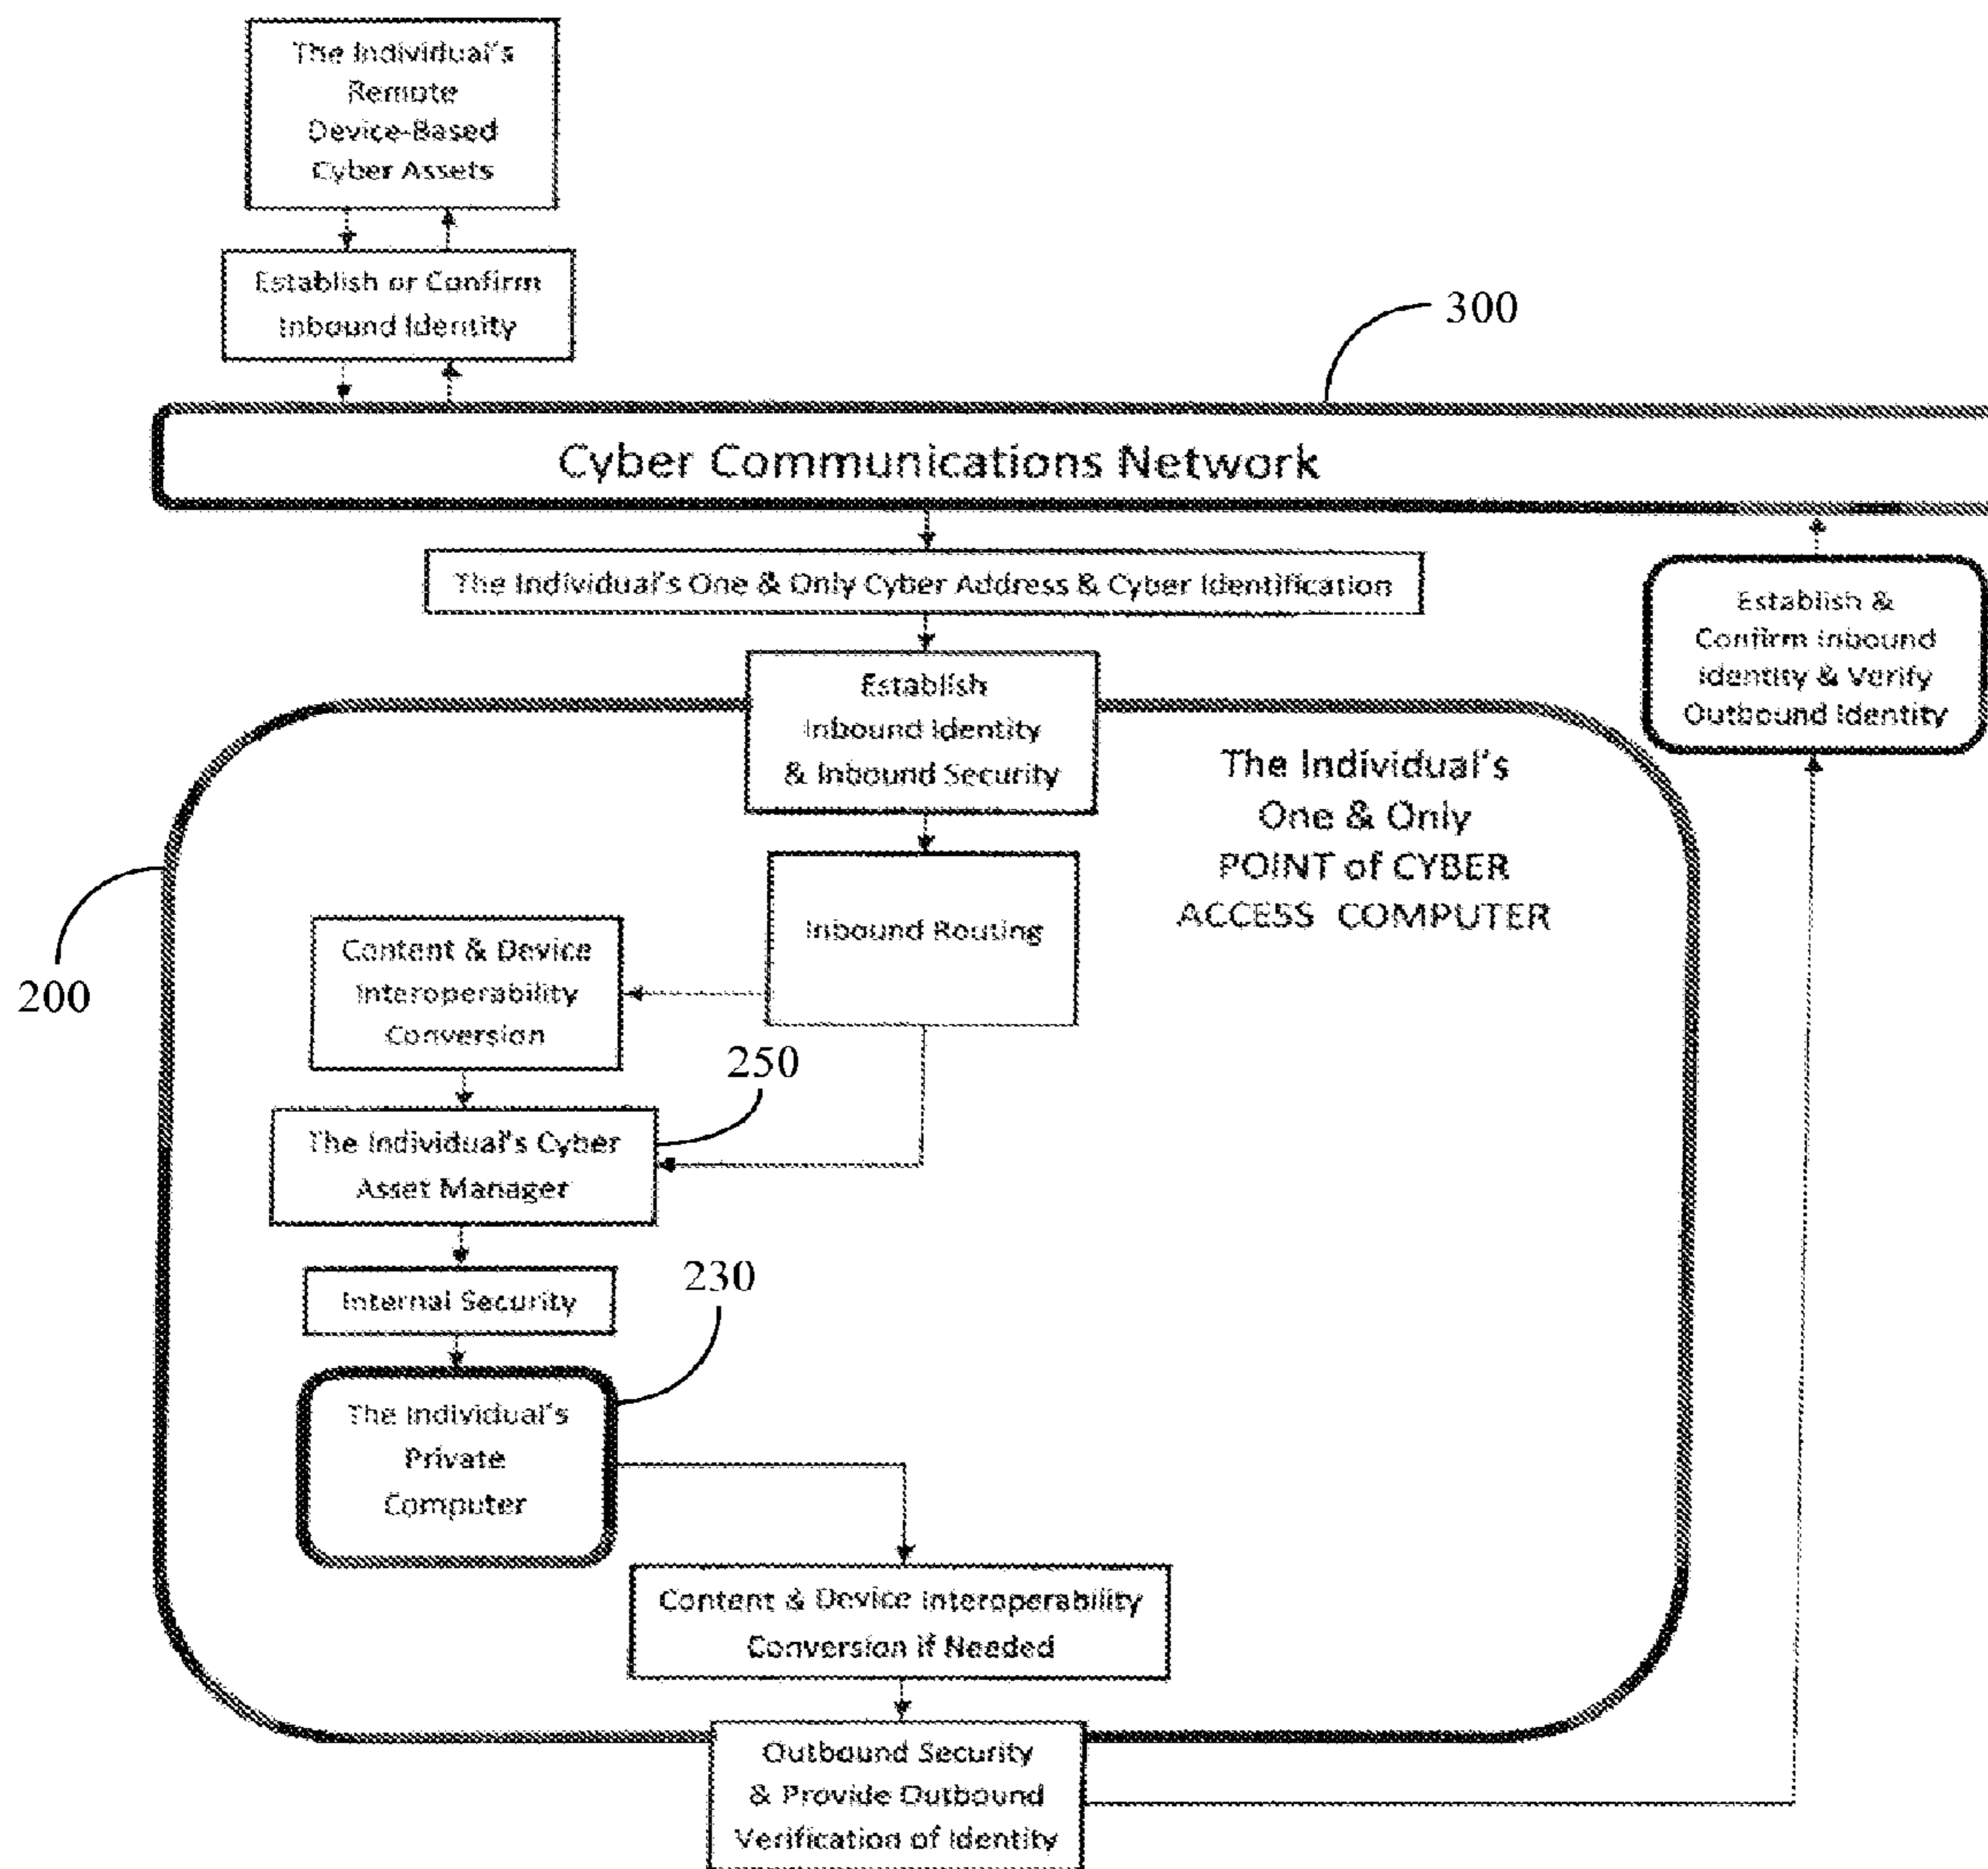 The Individual's
Remote
Device-Based
Cyber Assets
Establish or Confirm
Inbound Identity
300
Cyber Communications Network
The Individual's One & Only Cyber Address & Cyber Identification
Establish &
Confirm Inbound
Identity & Verify
Outbound Identity
Establish
Inbound Identity
& Inbound Security
The Individual's
One & Only
POINT of CYBER
ACCESS COMPUTER
200
Inbound Routing
Content & Device
Interoperability
Conversion
250
The Individual's Cyber
Asset Manager
Internal Security
230
The Individual's
Private
Computer
Content & Device Interoperability
Conversion if Needed
Outbound Security
& Provide Outbound
Verification of Identity